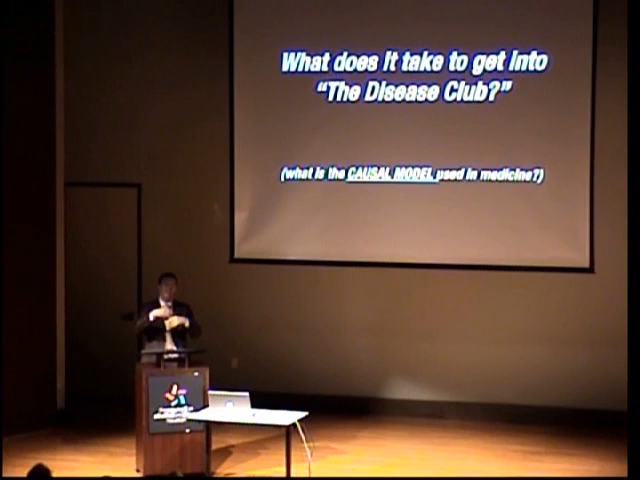 What does it take to get into
“The Disease Club?”
(what is the CAUSAL MODEL used in medicine?)